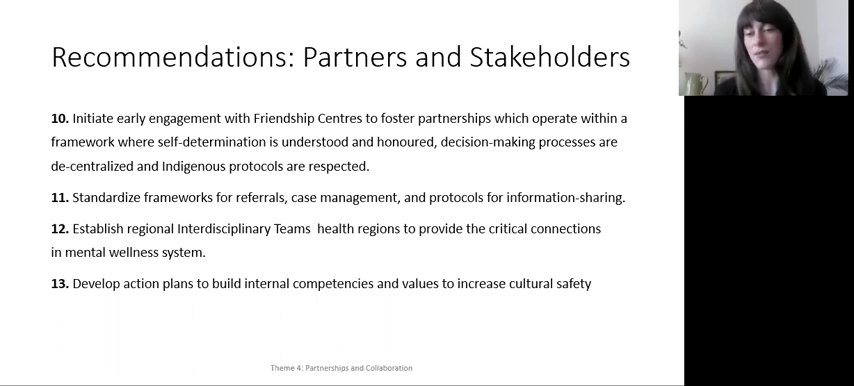 Recommendations: Partners and Stakeholders
10. Initiate early engagement with Friendship Centres to foster partnerships which operate within a
framework where self-determination is understood and honoured, decision-making processes are
de-centralized and Indigenous protocols are respected.
11. Standardize frameworks for referrals, case management, and protocols for information-sharing.
12. Establish regional Interdisciplinary Teams  health regions to provide the critical connections
in mental wellness system.
13. Develop action plans to build internal competencies and values to increase cultural safety
Theme 4: Partnerships and Collaboration